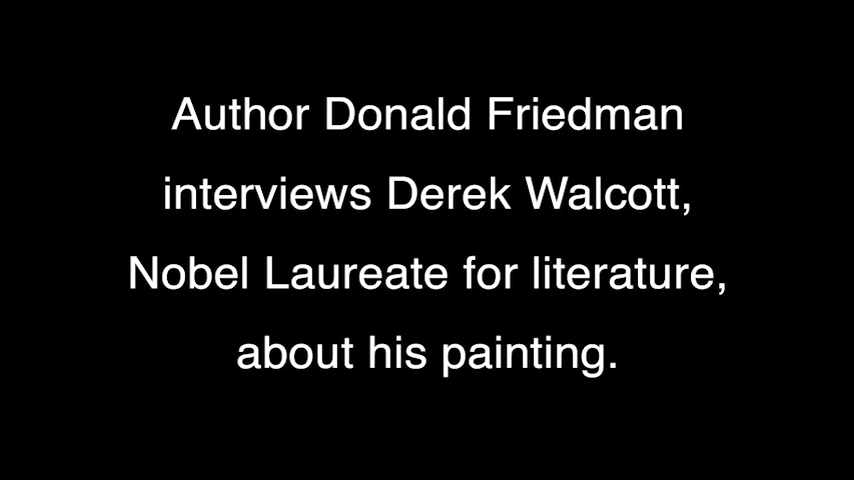 Author Donald Friedman
interviews Derek Walcott,
Nobel Laureate for literature,
about his painting.